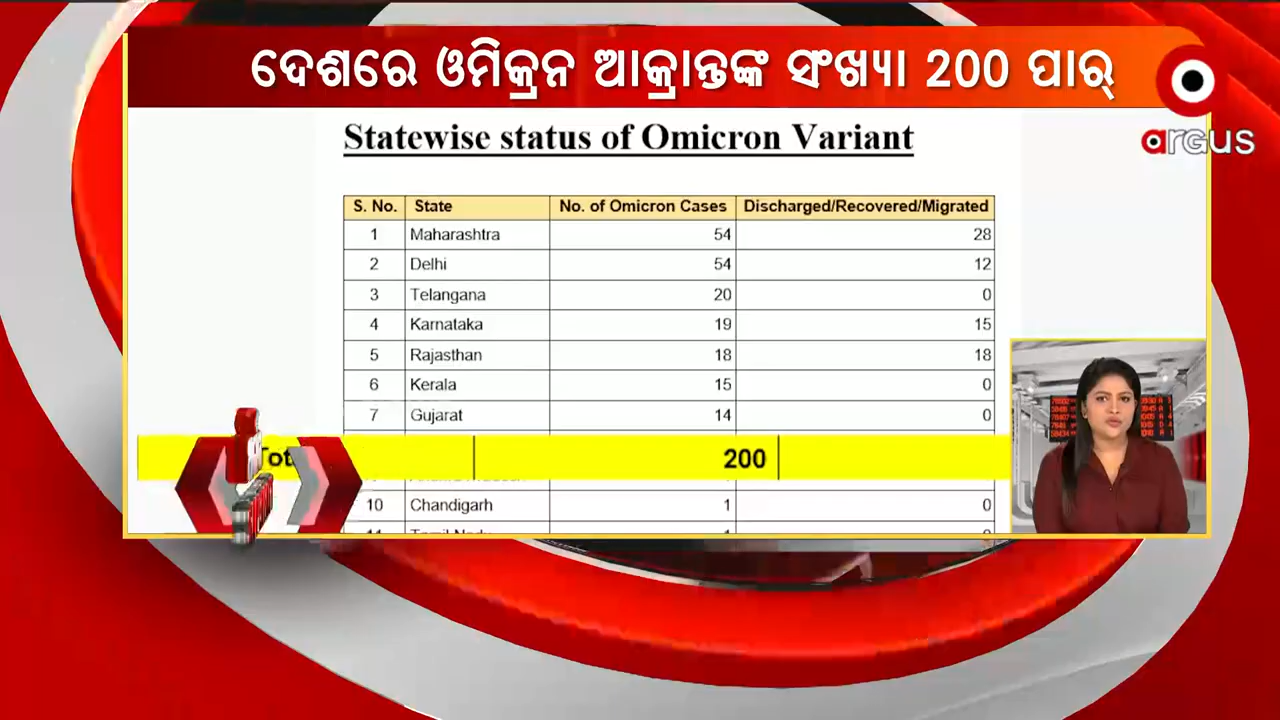 ଦେଶରେ ଓମିକ୍ରନ ଆକ୍ରାନ୍ତଙ୍କ ସଂଖ୍ୟା 200 ପାର୍
argus
Statewise status of Omicron Variant
S. No. State No. of Omicron Cases Discharged/Recovered/Migrated
1 Maharashtra 54 28
2 Delhi 54 12
3 Telangana 20 0
4 Karnataka 19 15
5 Rajasthan 18 18
6 Kerala 15 0
7 Gujarat 14 0
200
10 Chandigarh 1 0